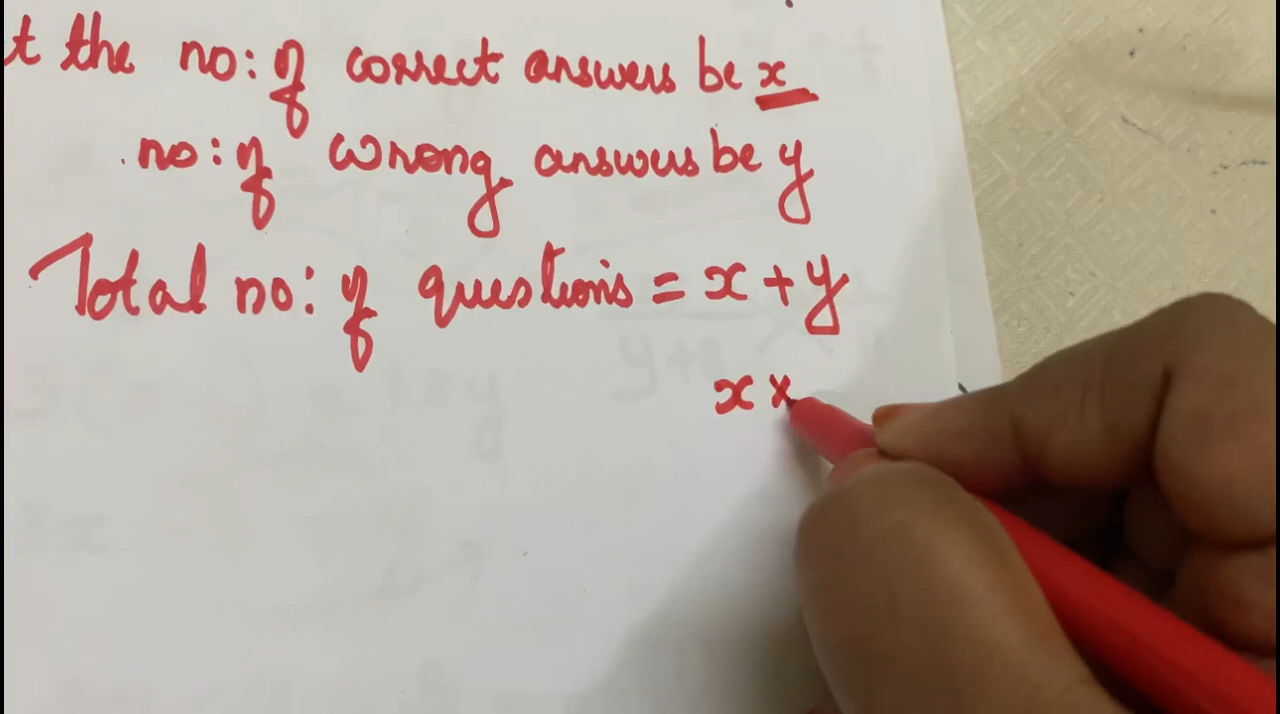 t the no: of correct answers be x
no: of wrong answers be y
Total no: of questions = x + y
x ×